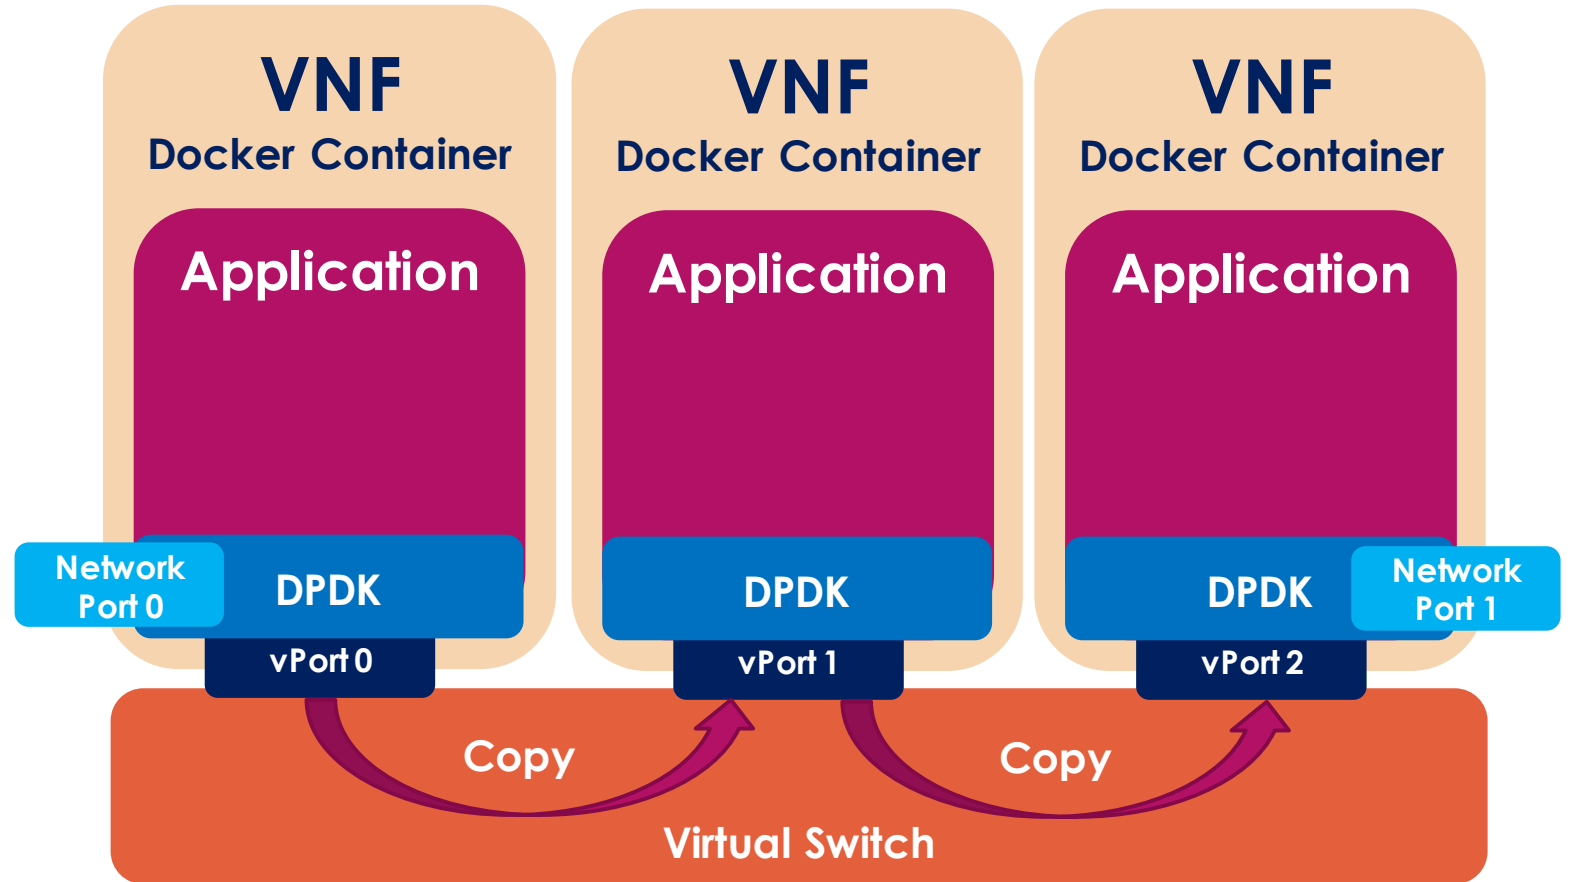 VNF
Docker Container
Application
Network
Port 0
DPDK
vPort 0
VNF
Docker Container
Application
DPDK
vPort 1
VNF
Docker Container
Application
DPDK
Network
Port 1
vPort 2
Copy
Copy
Virtual Switch